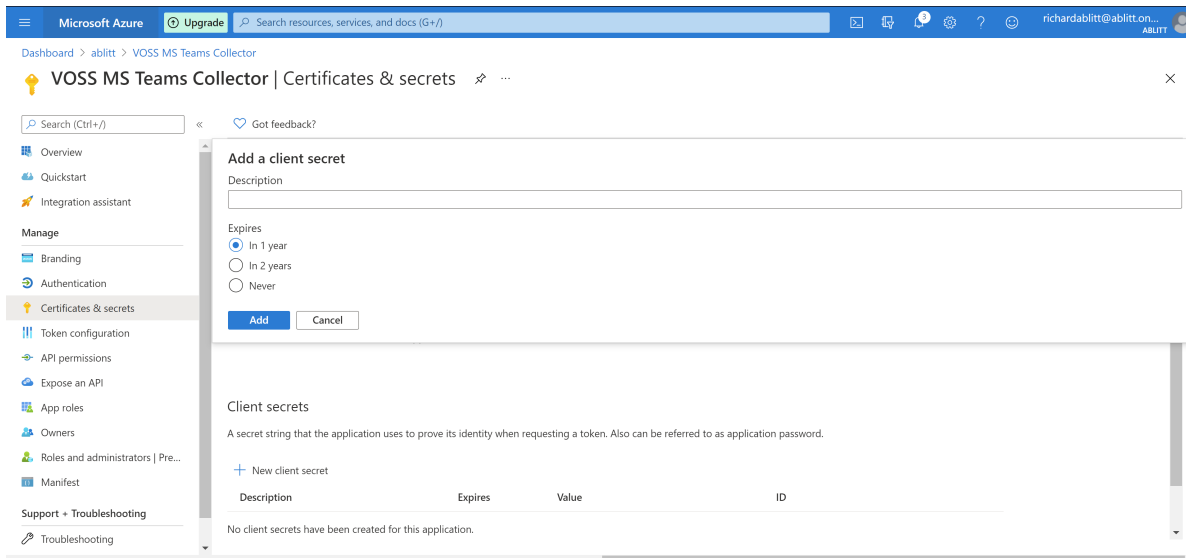 Microsoft Azure
Upgrade
Search resources, services, and docs (G+/)
3
richardablitt@ablitt.on...
ABLITT
Dashboard > ablitt > VOSS MS Teams Collector
VOSS MS Teams Collector | Certificates & secrets
Search (Ctrl+/)
Got feedback?
Overview
Quickstart
Integration assistant
Manage
Branding
Authentication
Certificates & secrets
Token configuration
API permissions
Expose an API
App roles
Owners
Roles and administrators | Pre...
Manifest
Support + Troubleshooting
Troubleshooting
Add a client secret
Description
Expires
In 1 year
In 2 years
Never
Add Cancel
Client secrets
A secret string that the application uses to prove its identity when requesting a token. Also can be referred to as application password.
New client secret
Description Expires Value ID
No client secrets have been created for this application.